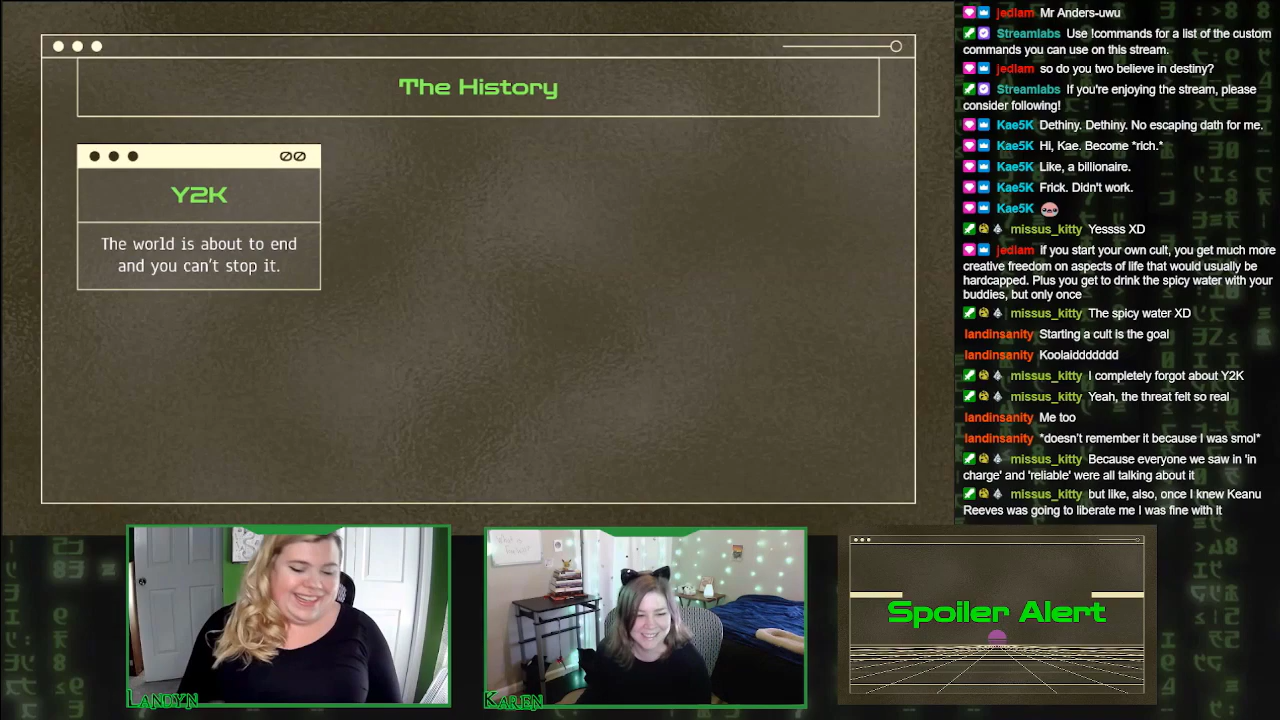 The History
00
Y2K
The world is about to end
and you can't stop it.
jedlam Mr Anders-uwu
Streamlabs Use !commands for a list of the custom
commands you can use on this stream.
jedlam so do you two believe in destiny?
Streamlabs If you're enjoying the stream, please
consider following!
Kae5K Dethiny. Dethiny. No escaping dath for me.
Kae5K Hi, Kae. Become *rich.*
Kae5K Like, a billionaire.
Kae5K Frick. Didn't work.
Kae5K
missus_kitty Yessss XD
jedlam if you start your own cult, you get much more
creative freedom on aspects of life that would usually be
hardcapped. Plus you get to drink the spicy water with your
buddies, but only once
missus_kitty The spicy water XD
landinsanity Starting a cult is the goal
landinsanity Koolaiddddddd
missus_kitty I completely forgot about Y2K
missus_kitty Yeah, the threat felt so real
landinsanity Me too
landinsanity *doesn't remember it because I was smol*
missus_kitty Because everyone we saw in 'in
charge' and 'reliable' were all talking about it
missus_kitty but like, also, once I knew Keanu
Reeves was going to liberate me I was fine with it
Landyn
Karen
Spoiler Alert